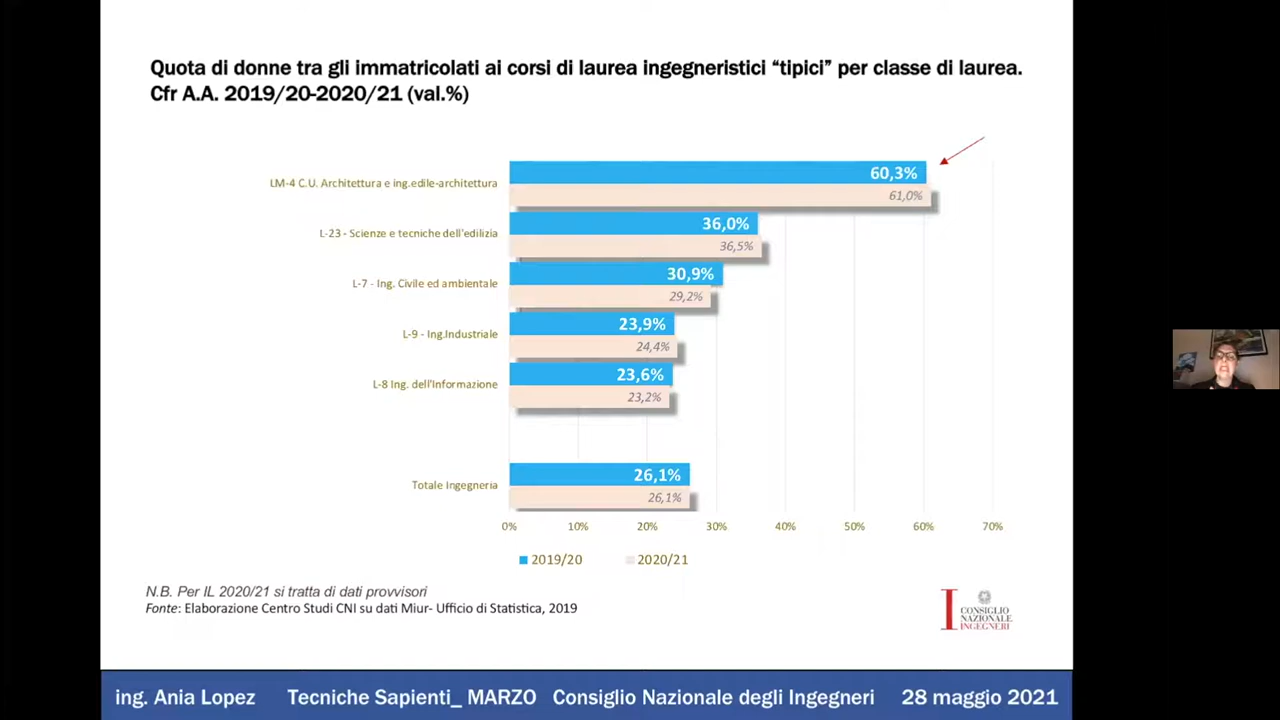 Quota di donne tra gli immatricolati ai corsi di laurea ingegneristici “tipici” per classe di laurea.
Cfr A.A. 2019/20-2020/21 (val.%)
LM-4 C.U. Architettura e ing.edile-architettura
60,3%
61,0%
L-23 - Scienze e tecniche dell'edilizia
36,0%
36,5%
L-7 - Ing. Civile ed ambientale
30,9%
29,2%
L-9 - Ing.Industriale
23,9%
24,4%
L-8 Ing. dell'Informazione
23,6%
23,2%
Totale Ingegneria
26,1%
26,1%
0% 10% 20% 30% 40% 50% 60% 70%
2019/20 2020/21
N.B. Per IL 2020/21 si tratta di dati provvisori
Fonte: Elaborazione Centro Studi CNI su dati Miur- Ufficio di Statistica, 2019
CONSIGLIO
NAZIONALE
INGEGNERI
ing. Ania Lopez Tecniche Sapienti_ MARZO Consiglio Nazionale degli Ingegneri 28 maggio 2021